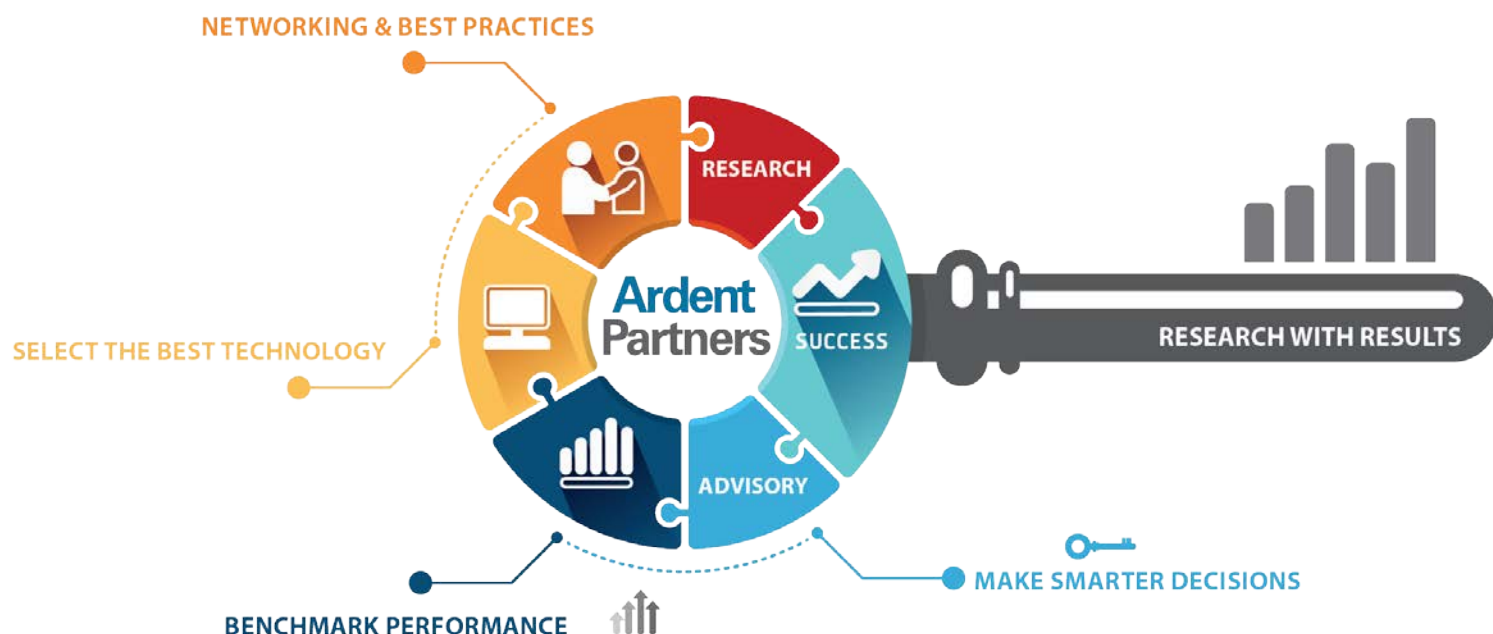 NETWORKING & BEST PRACTICES
RESEARCH
Ardent
Partners
SUCCESS
RESEARCH WITH RESULTS
SELECT THE BEST TECHNOLOGY
ADVISORY
MAKE SMARTER DECISIONS
BENCHMARK PERFORMANCE